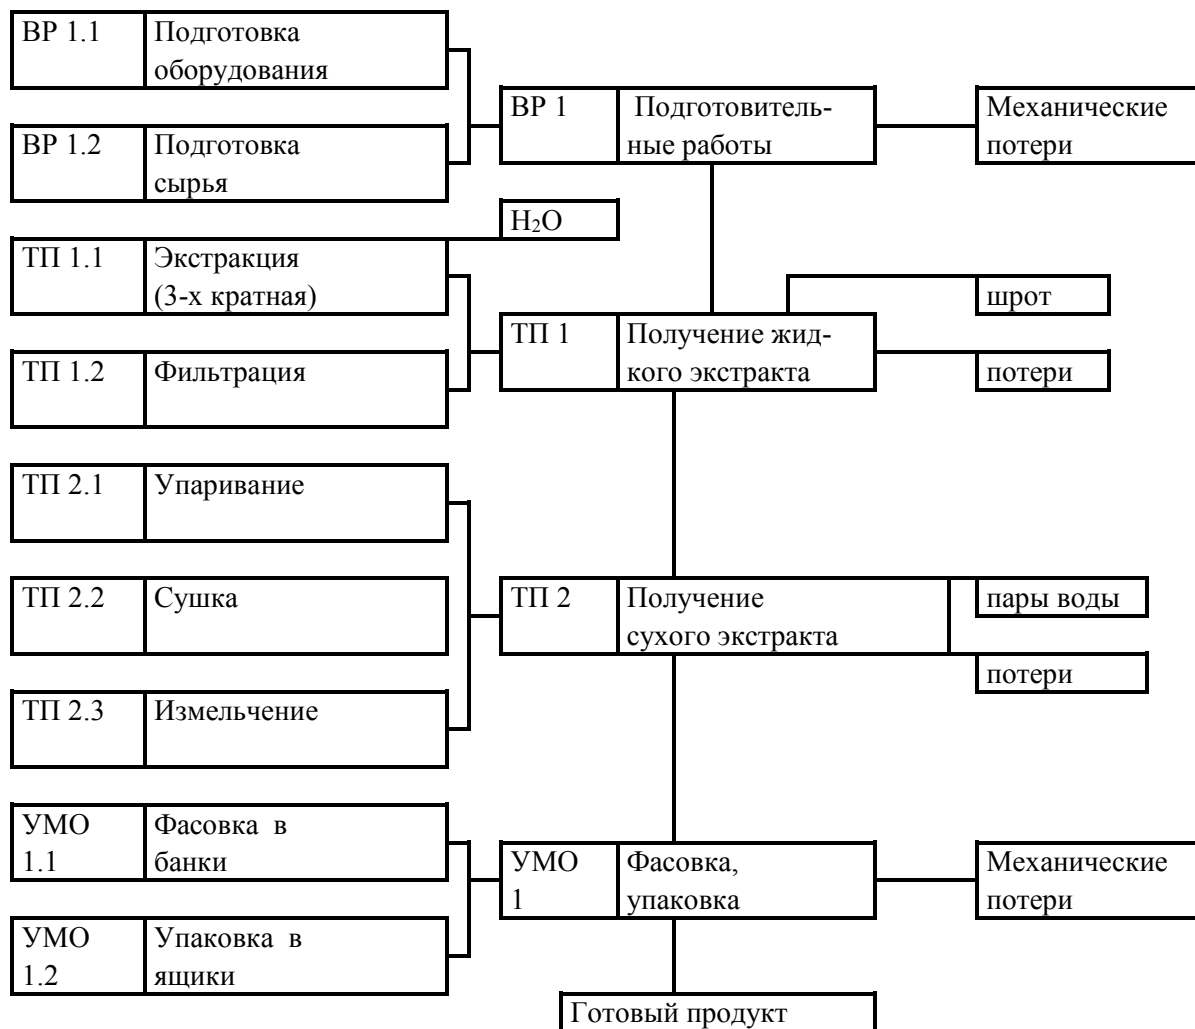 ВР 1.1 Подготовка
оборудования
ВР 1 Подготовитель-
ные работы
Механические
потери
ВР 1.2 Подготовка
сырья
H₂O
ТП 1.1 Экстракция
(3-х кратная)
шрот
ТП 1 Получение жид-
кого экстракта
потери
ТП 1.2 Фильтрация
ТП 2.1 Упаривание
ТП 2.2 Сушка
ТП 2 Получение
сухого экстракта
пары воды
потери
ТП 2.3 Измельчение
УМО Фасовка в
1.1 банки
УМО Фасовка,
1 упаковка
Механические
потери
УМО Упаковка в
1.2 ящики
Готовый продукт